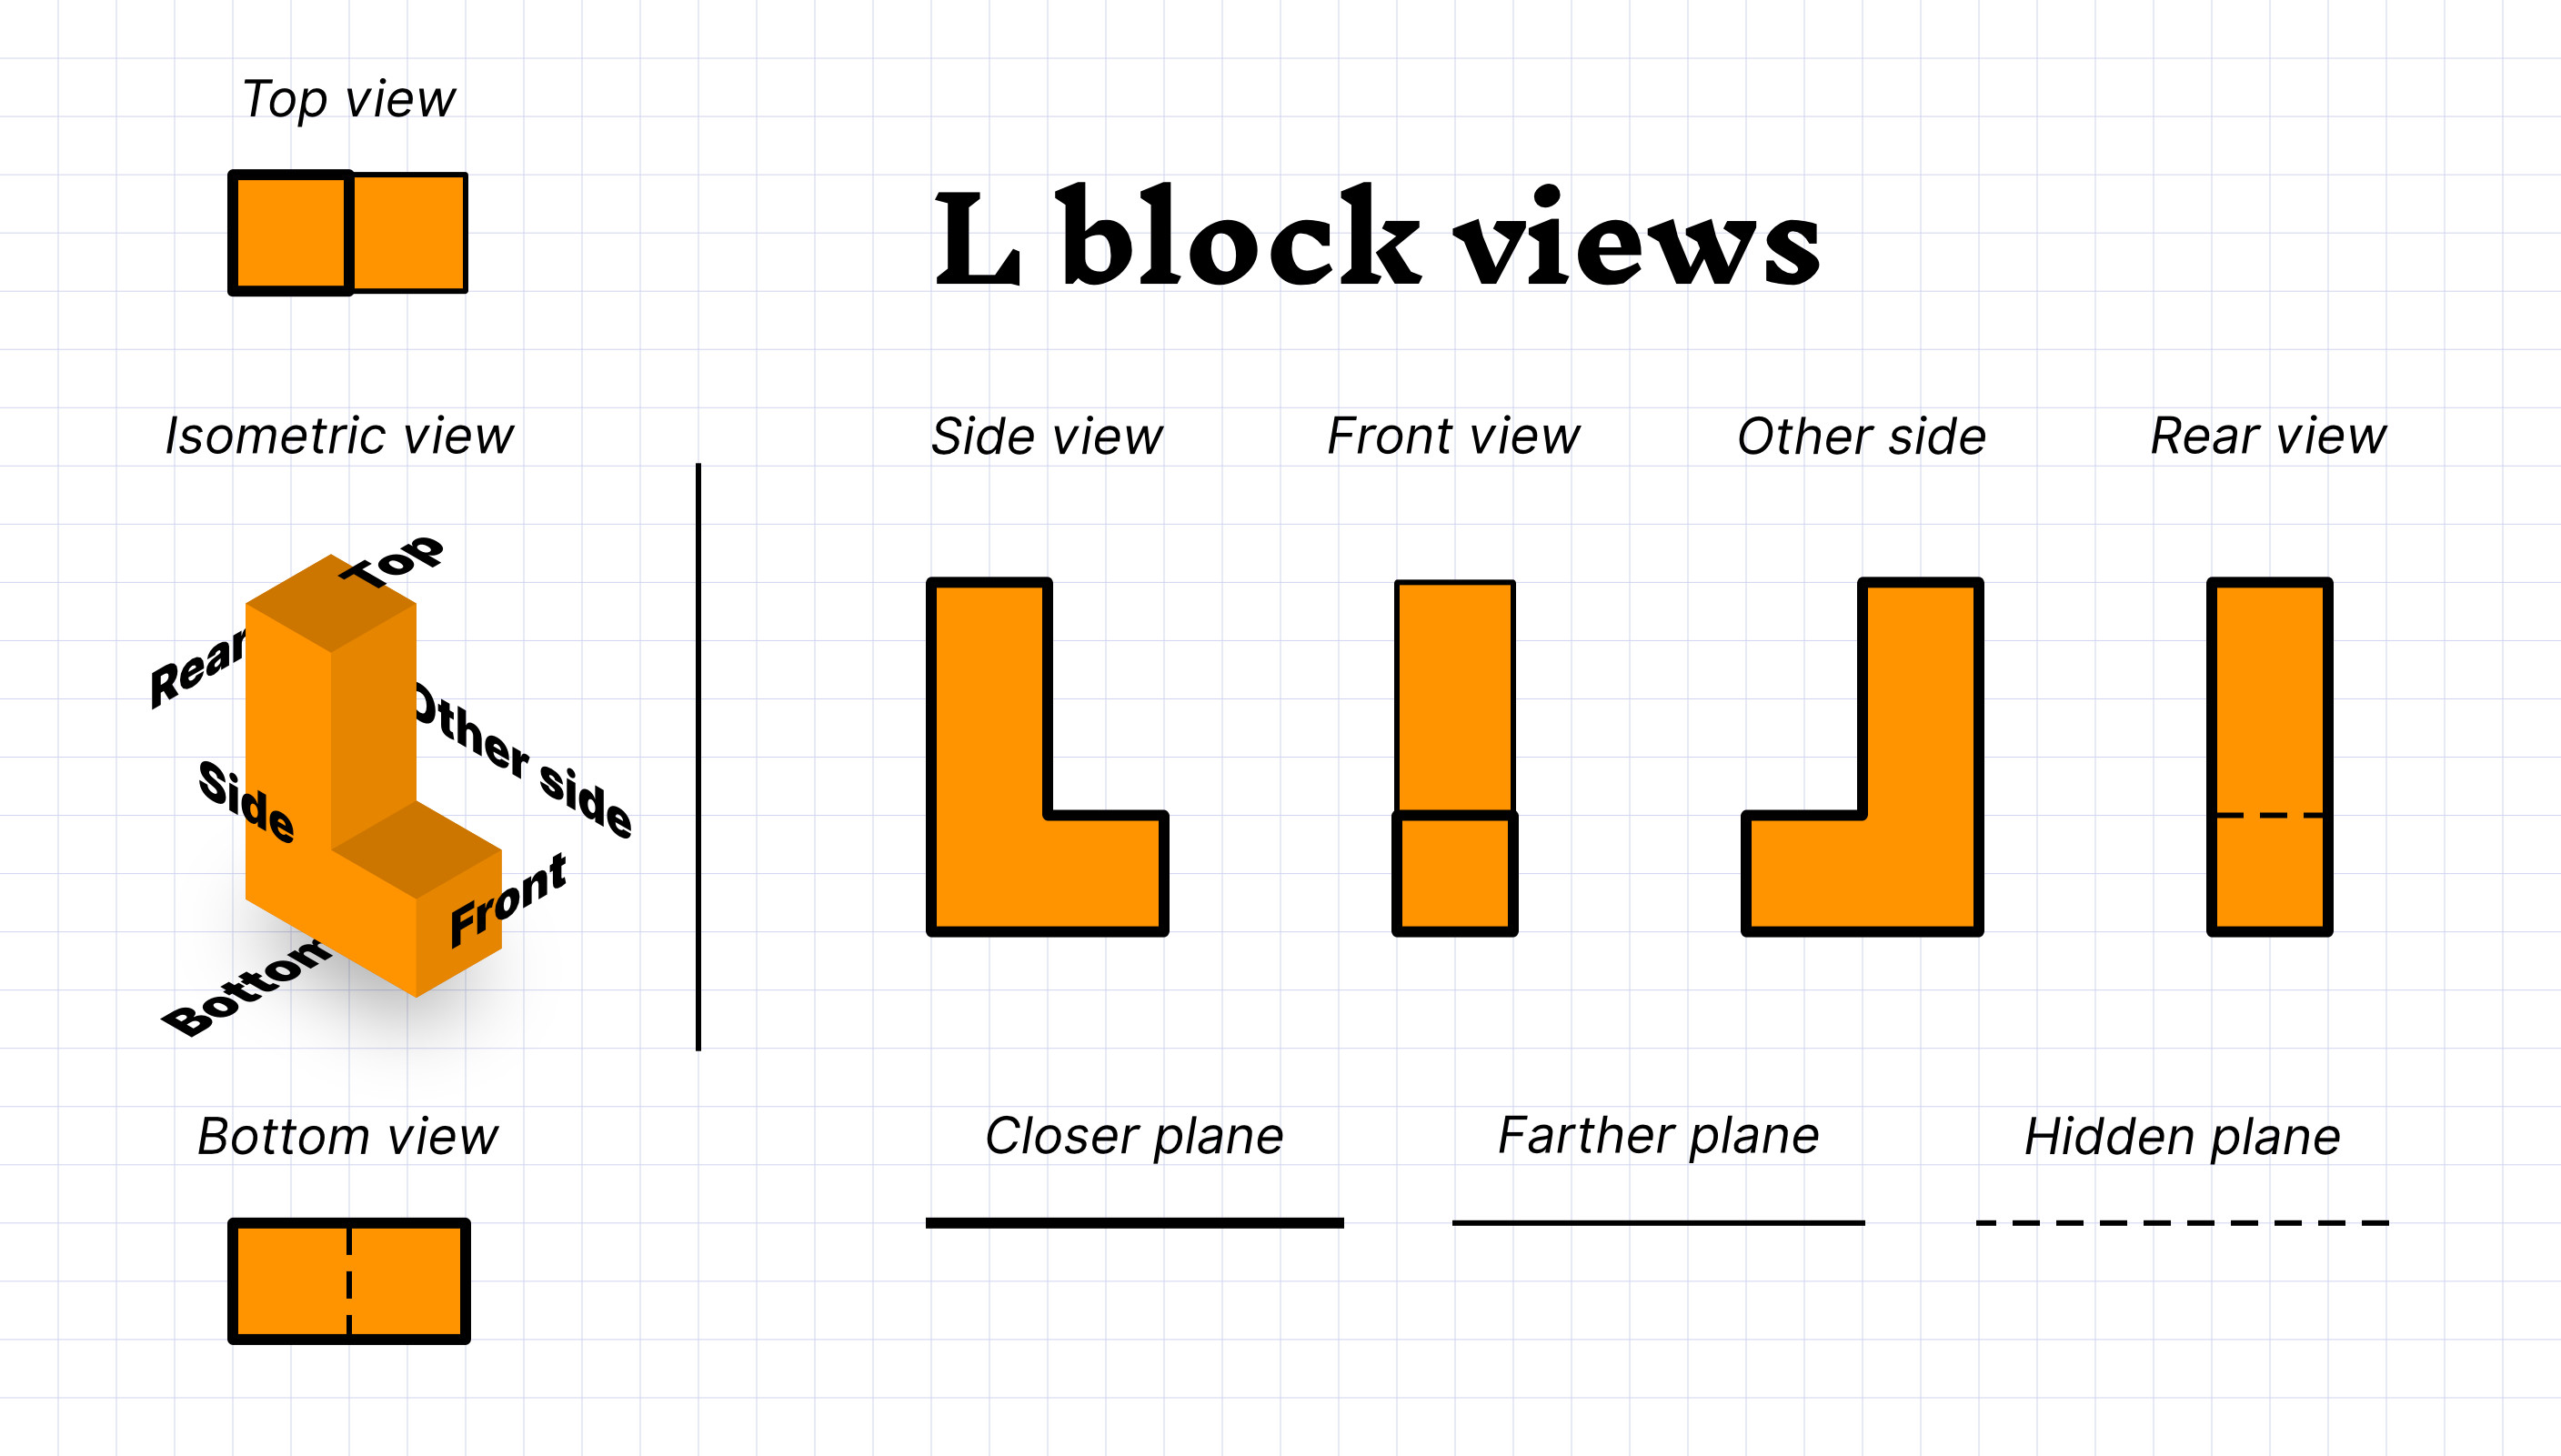 Top view
L block views
Isometric view
Side view
Front view
Other side
Rear view
Top
Rear
Other side
Side
Front
Bottom
Bottom view
Closer plane
Farther plane
Hidden plane